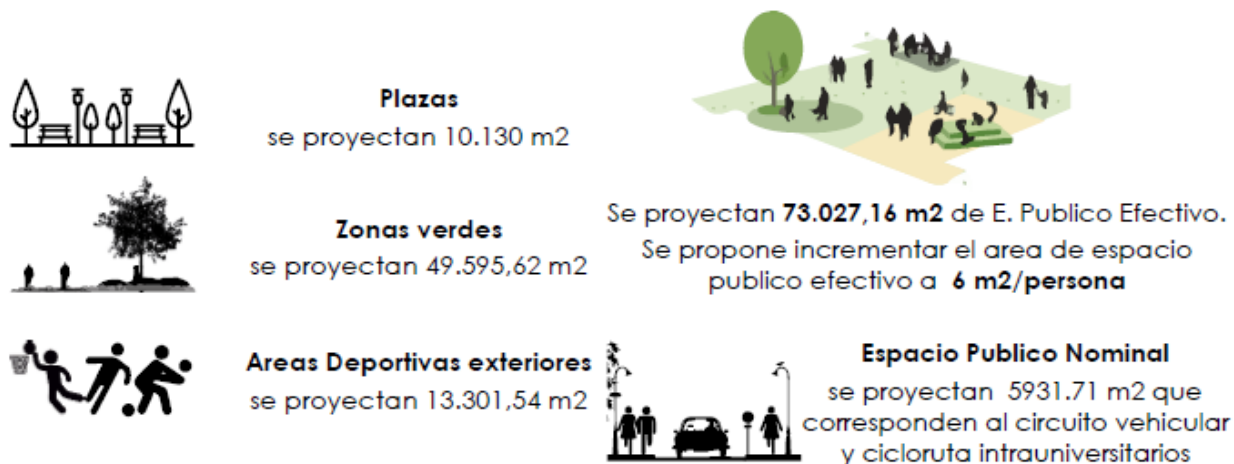 Plazas
se proyectan 10.130 m2
Zonas verdes
se proyectan 49.595,62 m2
Areas Deportivas exteriores
se proyectan 13.301,54 m2
Se proyectan 73.027,16 m2 de E. Publico Efectivo.
Se propone incrementar el area de espacio
publico efectivo a 6 m2/persona
Espacio Publico Nominal
se proyectan 5931.71 m2 que
corresponden al circuito vehicular
y cicloruta intrauniversitarios